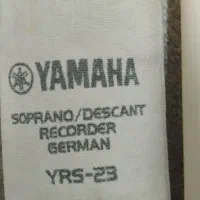 YAMAHA
SOPRANO/DESCANT
RECORDER
GERMAN
YRS-23